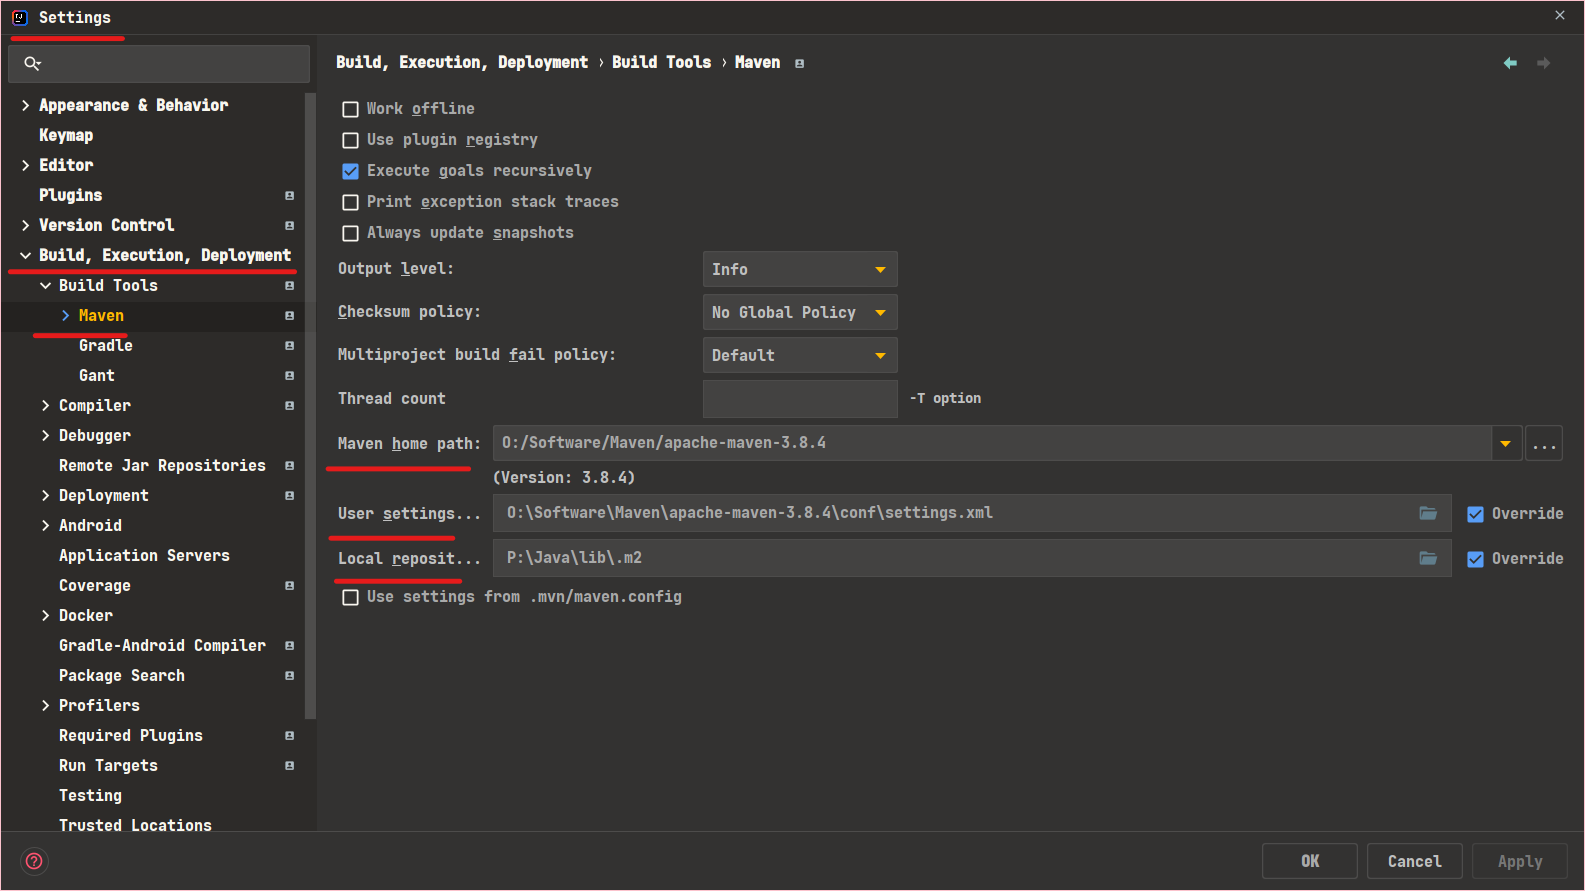 Settings
Appearance & Behavior
Keymap
Editor
Plugins
Version Control
Build, Execution, Deployment
Build Tools
Maven
Gradle
Gant
Compiler
Debugger
Remote Jar Repositories
Deployment
Android
Application Servers
Coverage
Docker
Gradle-Android Compiler
Package Search
Profilers
Required Plugins
Run Targets
Testing
Trusted Locations
Build, Execution, Deployment › Build Tools › Maven
Work offline
Use plugin registry
Execute goals recursively
Print exception stack traces
Always update snapshots
Output level: Info
Checksum policy: No Global Policy
Multiproject build fail policy: Default
Thread count -T option
Maven home path: O:/Software/Maven/apache-maven-3.8.4 ...
(Version: 3.8.4)
User settings... O:\Software\Maven\apache-maven-3.8.4\conf\settings.xml Override
Local reposit... P:\Java\lib\.m2 Override
Use settings from .mvn/maven.config
? OK Cancel Apply